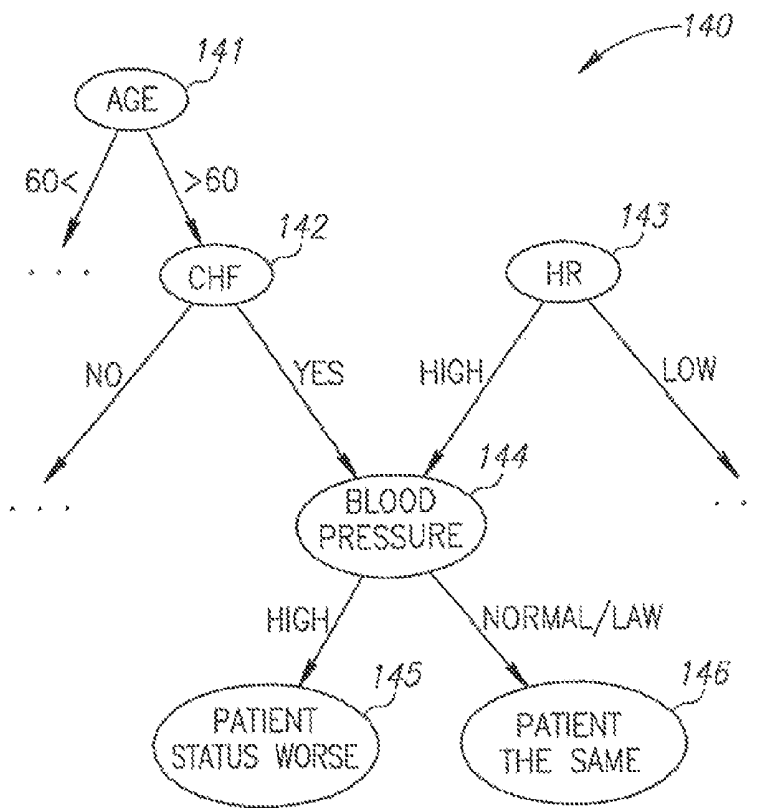 140
141
AGE
60<
>60
142
143
. . .
CHF
HR
NO
YES
HIGH
LOW
144
. . .
. .
BLOOD
PRESSURE
HIGH
NORMAL/LAW
145
146
PATIENT
STATUS WORSE
PATIENT
THE SAME